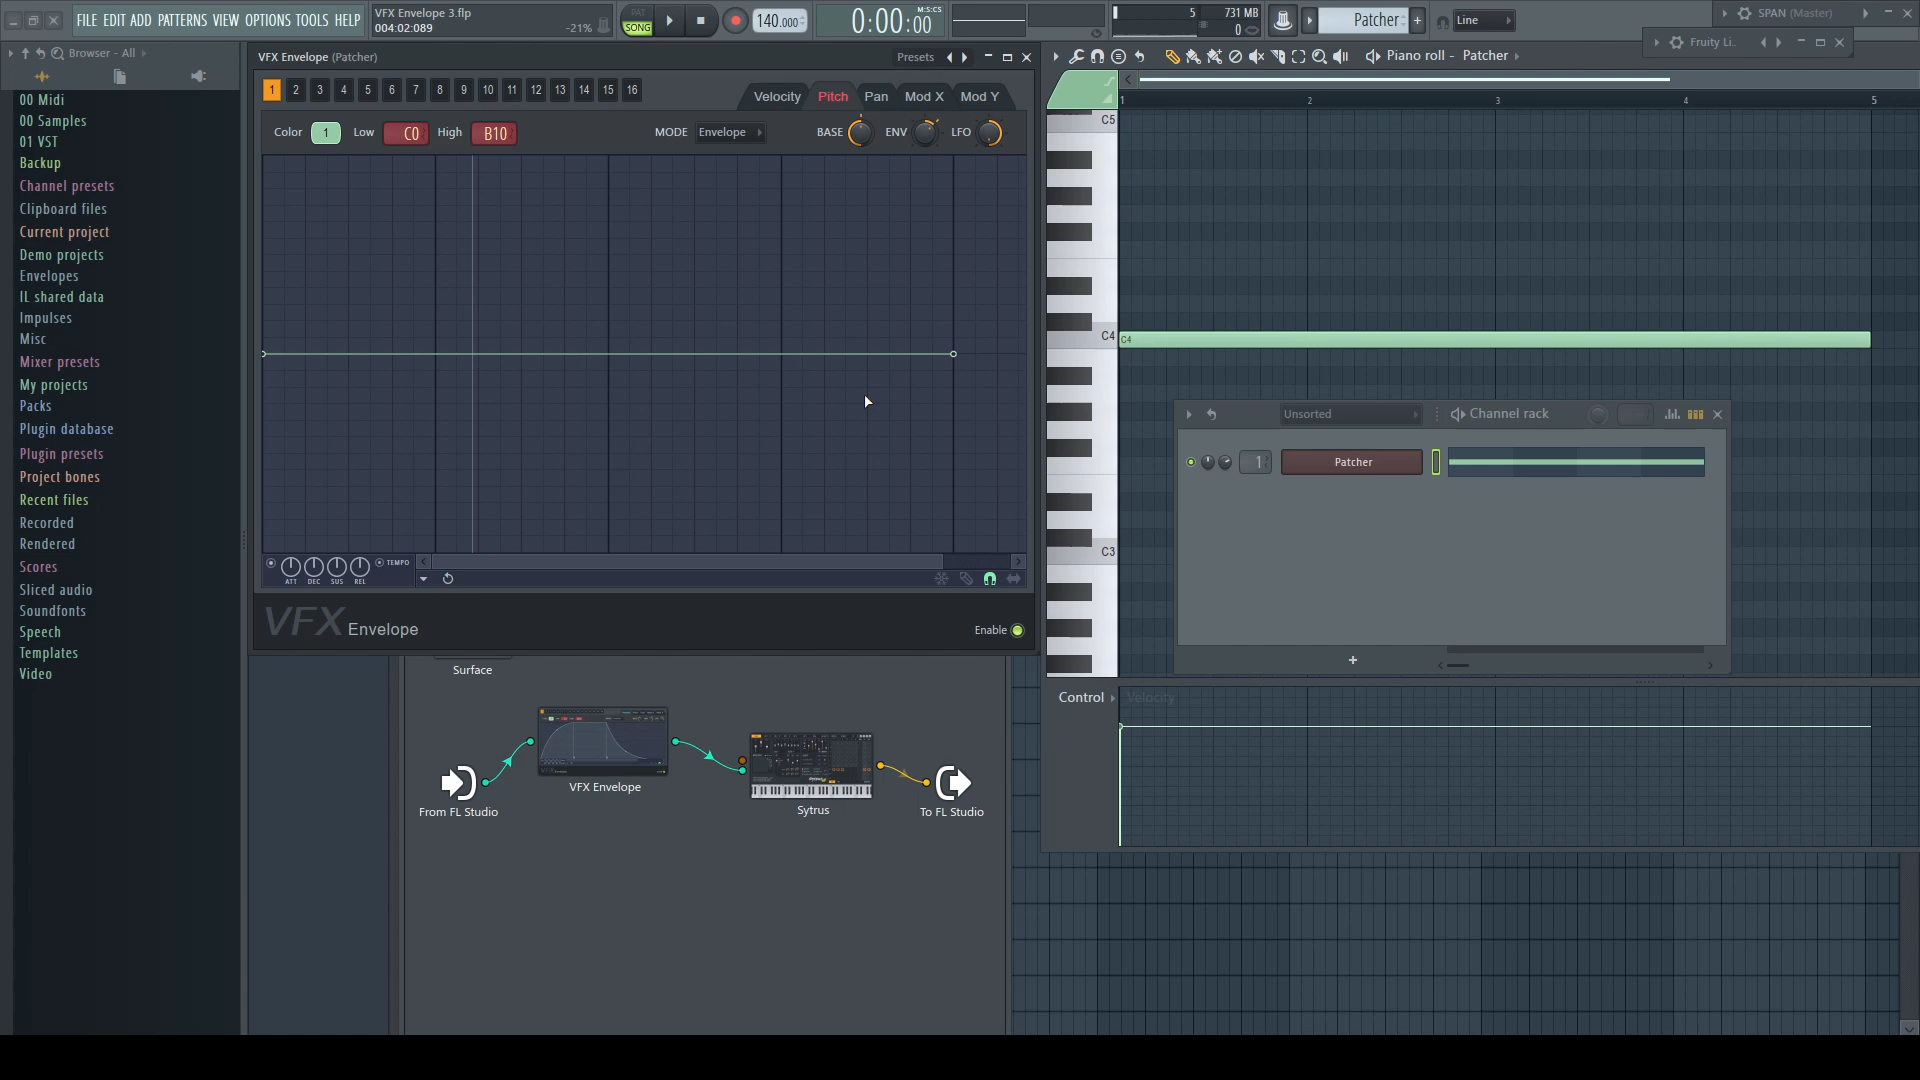 FILE EDIT ADD PATTERNS VIEW OPTIONS TOOLS HELP
VFX Envelope 3.flp
004:02:089
-21%
PAT
SONG
140.000
0:00:00
M:S:CS
5
731 MB
0
Patcher
Line
SPAN (Master)
Fruity Li..
Browser - All
00 Midi
00 Samples
01 VST
Backup
Channel presets
Clipboard files
Current project
Demo projects
Envelopes
IL shared data
Impulses
Misc
Mixer presets
My projects
Packs
Plugin database
Plugin presets
Project bones
Recent files
Recorded
Rendered
Scores
Sliced audio
Soundfonts
Speech
Templates
Video
VFX Envelope (Patcher)
Presets
1 2 3 4 5 6 7 8 9 10 11 12 13 14 15 16
Velocity Pitch Pan Mod X Mod Y
Color 1 Low C0 High B10
MODE Envelope
BASE ENV LFO
ATT DEC SUS REL
TEMPO
VFX Envelope
Enable
Surface
From FL Studio
VFX Envelope
Sytrus
To FL Studio
Piano roll - Patcher
1 2 3 4 5
C5
C4
C4
C3
Unsorted
Channel rack
1
Patcher
+
Control
Velocity